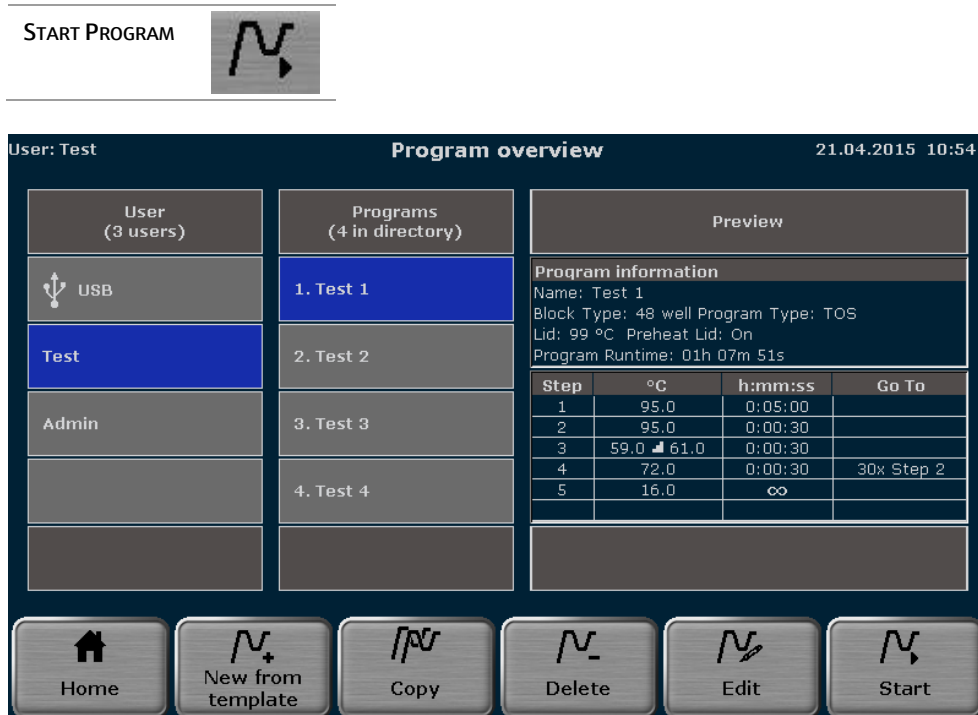 START PROGRAM
User: Test
Program overview
21.04.2015 10:54
User
(3 users)
USB
Test
Admin
Programs
(4 in directory)
1. Test 1
2. Test 2
3. Test 3
4. Test 4
Preview
Program information
Name: Test 1
Block Type: 48 well Program Type: TOS
Lid: 99 °C Preheat Lid: On
Program Runtime: 01h 07m 51s
Step °C h:mm:ss Go To
1 95.0 0:05:00
2 95.0 0:00:30
3 59.0 61.0 0:00:30
4 72.0 0:00:30 30x Step 2
5 16.0 ∞
Home
New from
template
Copy
Delete
Edit
Start